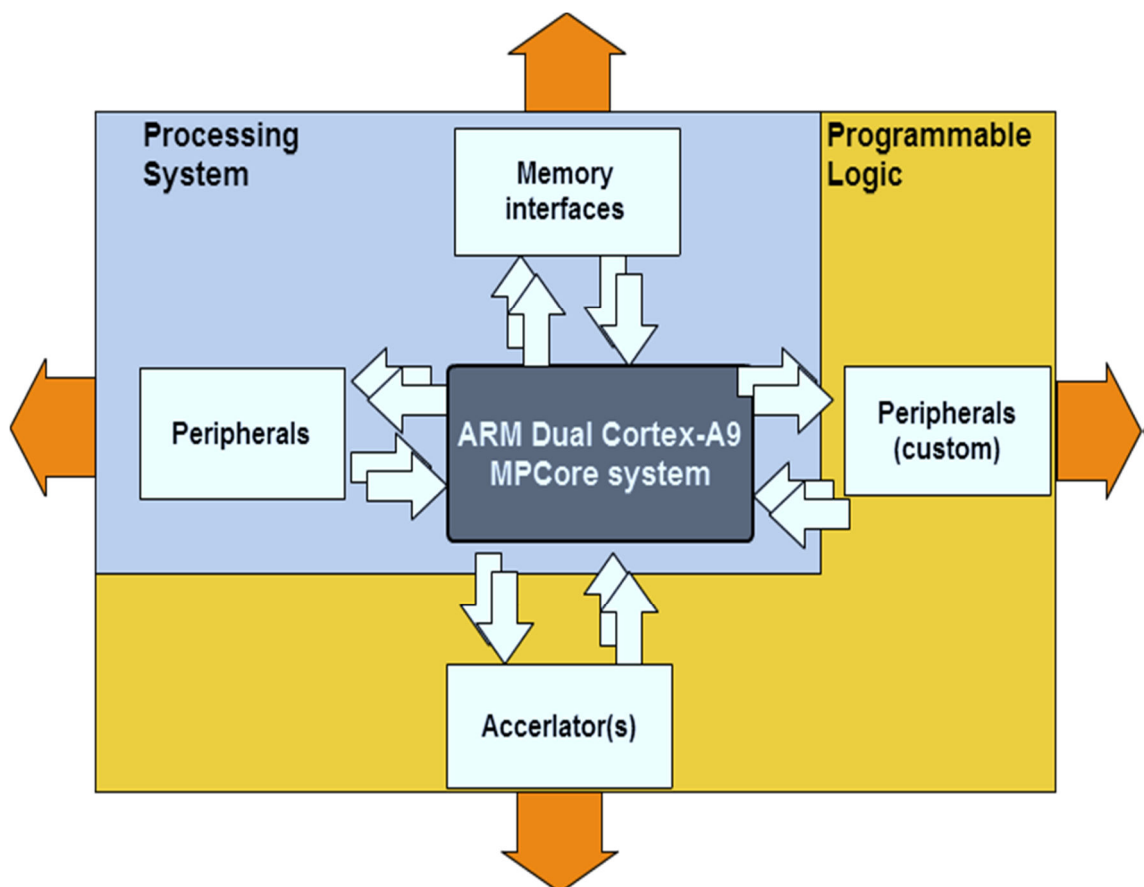 Processing
System
Programmable
Logic
Memory
interfaces
Peripherals
ARM Dual Cortex-A9
MPCore system
Peripherals
(custom)
Accerlator(s)